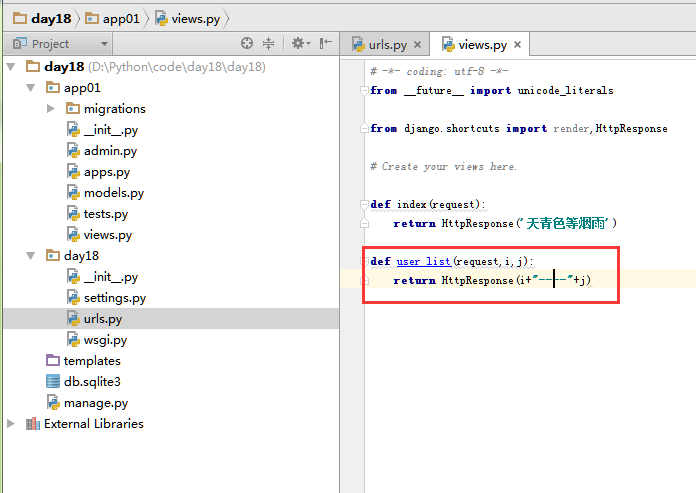 day18 app01 views.py
Project
urls.py views.py
day18 (D:\Python\code\day18\day18)
app01
migrations
__init__.py
admin.py
apps.py
models.py
tests.py
views.py
day18
__init__.py
settings.py
urls.py
wsgi.py
templates
db.sqlite3
manage.py
External Libraries
# -*- coding: utf-8 -*-
from __future__ import unicode_literals
from django.shortcuts import render,HttpResponse
# Create your views here.
def index(request):
return HttpResponse('天青色等烟雨')
def user_list(request,i,j):
return HttpResponse(i+"----"+j)